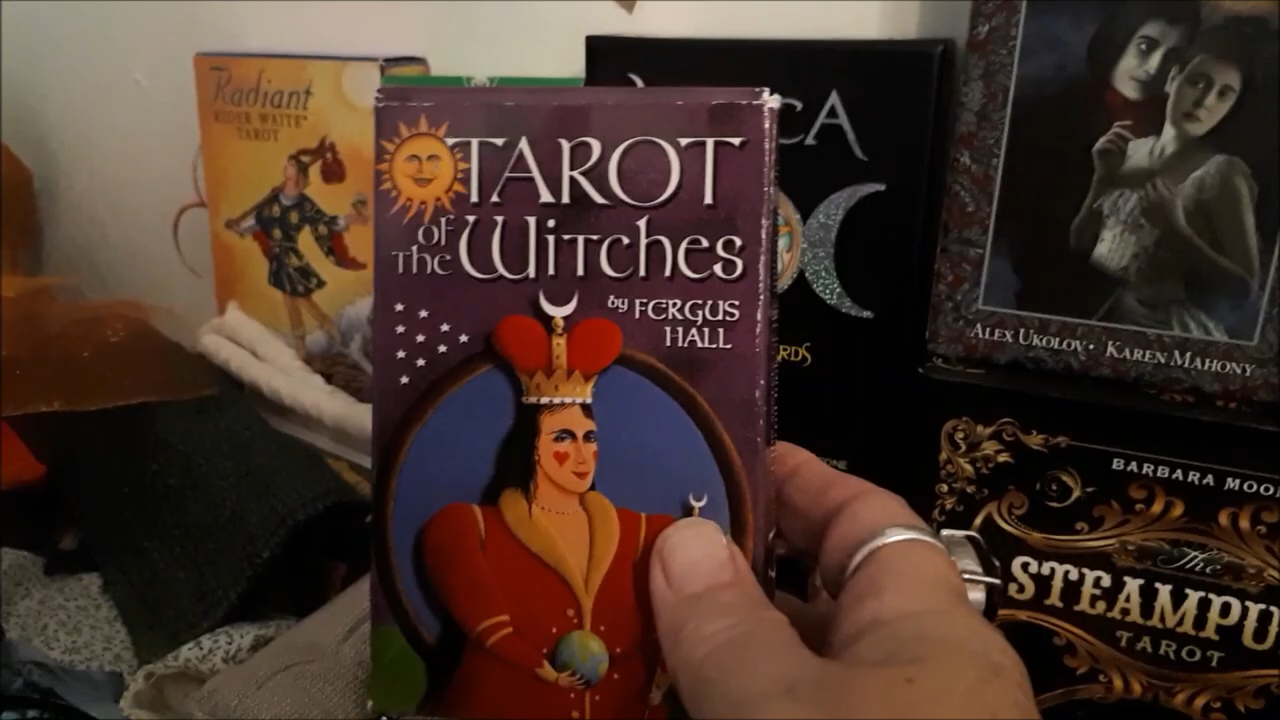 Radiant
RIDER WAITE
TAROT
TAROT
of
The Witches
by FERGUS
HALL
CA
RDS
ALEX UKOLOV • KAREN MAHONY
BARBARA MOO
The
STEAMPU
TAROT